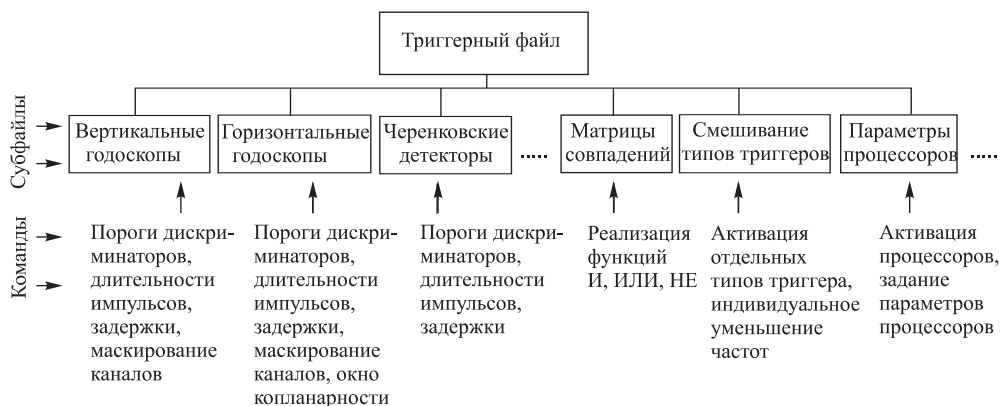 Триггерный файл
Субфайлы
Вертикальные
годоскопы
Горизонтальные
годоскопы
Черенковские
детекторы
.....
Матрицы
совпадений
Смешивание
типов триггеров
Параметры
процессоров
.....
Команды
Пороги дискри-
минаторов,
длительности
импульсов,
задержки,
маскирование
каналов
Пороги дискри-
минаторов,
длительности
импульсов,
задержки,
маскирование
каналов, окно
копланарности
Пороги дискри-
минаторов,
длительности
импульсов,
задержки
Реализация
функций
И, ИЛИ, НЕ
Активация
отдельных
типов триггера,
индивидуальное
уменьшение
частот
Активация
процессоров,
задание
параметров
процессоров